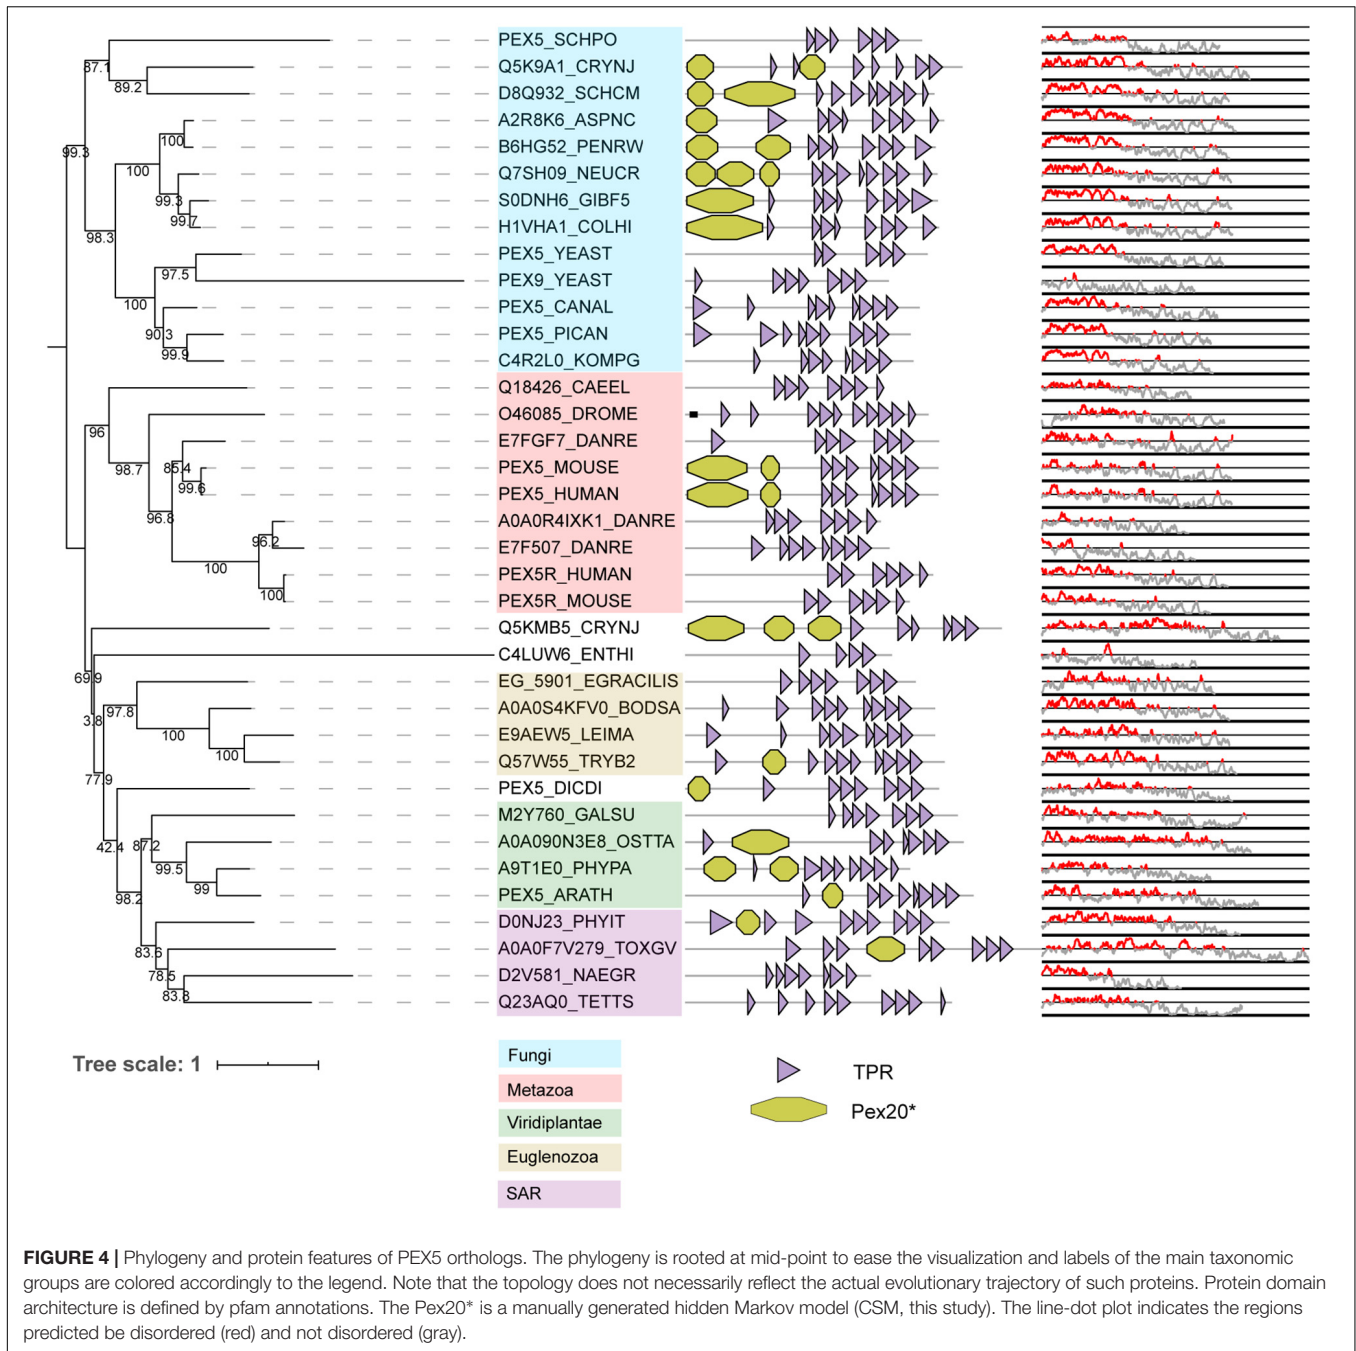 PEX5_SCHPO
87.1
Q5K9A1_CRYNJ
89.2
D8Q932_SCHCM
A2R8K6_ASPNC
100
B6HG52_PENRW
99.3
100
Q7SH09_NEUCR
99.3
S0DNH6_GIBF5
99.7
H1VHA1_COLHI
98.3
PEX5_YEAST
97.5
PEX9_YEAST
100
PEX5_CANAL
90.3
PEX5_PICAN
99.9
C4R2L0_KOMPG
Q18426_CAEEL
O46085_DROME
96
E7FGF7_DANRE
98.7
85.4
PEX5_MOUSE
99.6
PEX5_HUMAN
96.8
A0A0R4IXK1_DANRE
96.2
E7F507_DANRE
100
PEX5R_HUMAN
100
PEX5R_MOUSE
Q5KMB5_CRYNJ
C4LUW6_ENTHI
69.9
EG_5901_EGRACILIS
97.8
A0A0S4KFV0_BODSA
3.8
100
E9AEW5_LEIMA
100
Q57W55_TRYB2
77.9
PEX5_DICDI
M2Y760_GALSU
42.4
87.2
A0A090N3E8_OSTTA
99.5
A9T1E0_PHYPA
99
PEX5_ARATH
98.2
D0NJ23_PHYIT
83.6
A0A0F7V279_TOXGV
78.5
D2V581_NAEGR
83.8
Q23AQ0_TETTS
Tree scale: 1
Fungi
Metazoa
Viridiplantae
Euglenozoa
SAR
TPR
Pex20*
FIGURE 4 | Phylogeny and protein features of PEX5 orthologs. The phylogeny is rooted at mid-point to ease the visualization and labels of the main taxonomic
groups are colored accordingly to the legend. Note that the topology does not necessarily reflect the actual evolutionary trajectory of such proteins. Protein domain
architecture is defined by pfam annotations. The Pex20* is a manually generated hidden Markov model (CSM, this study). The line-dot plot indicates the regions
predicted be disordered (red) and not disordered (gray).